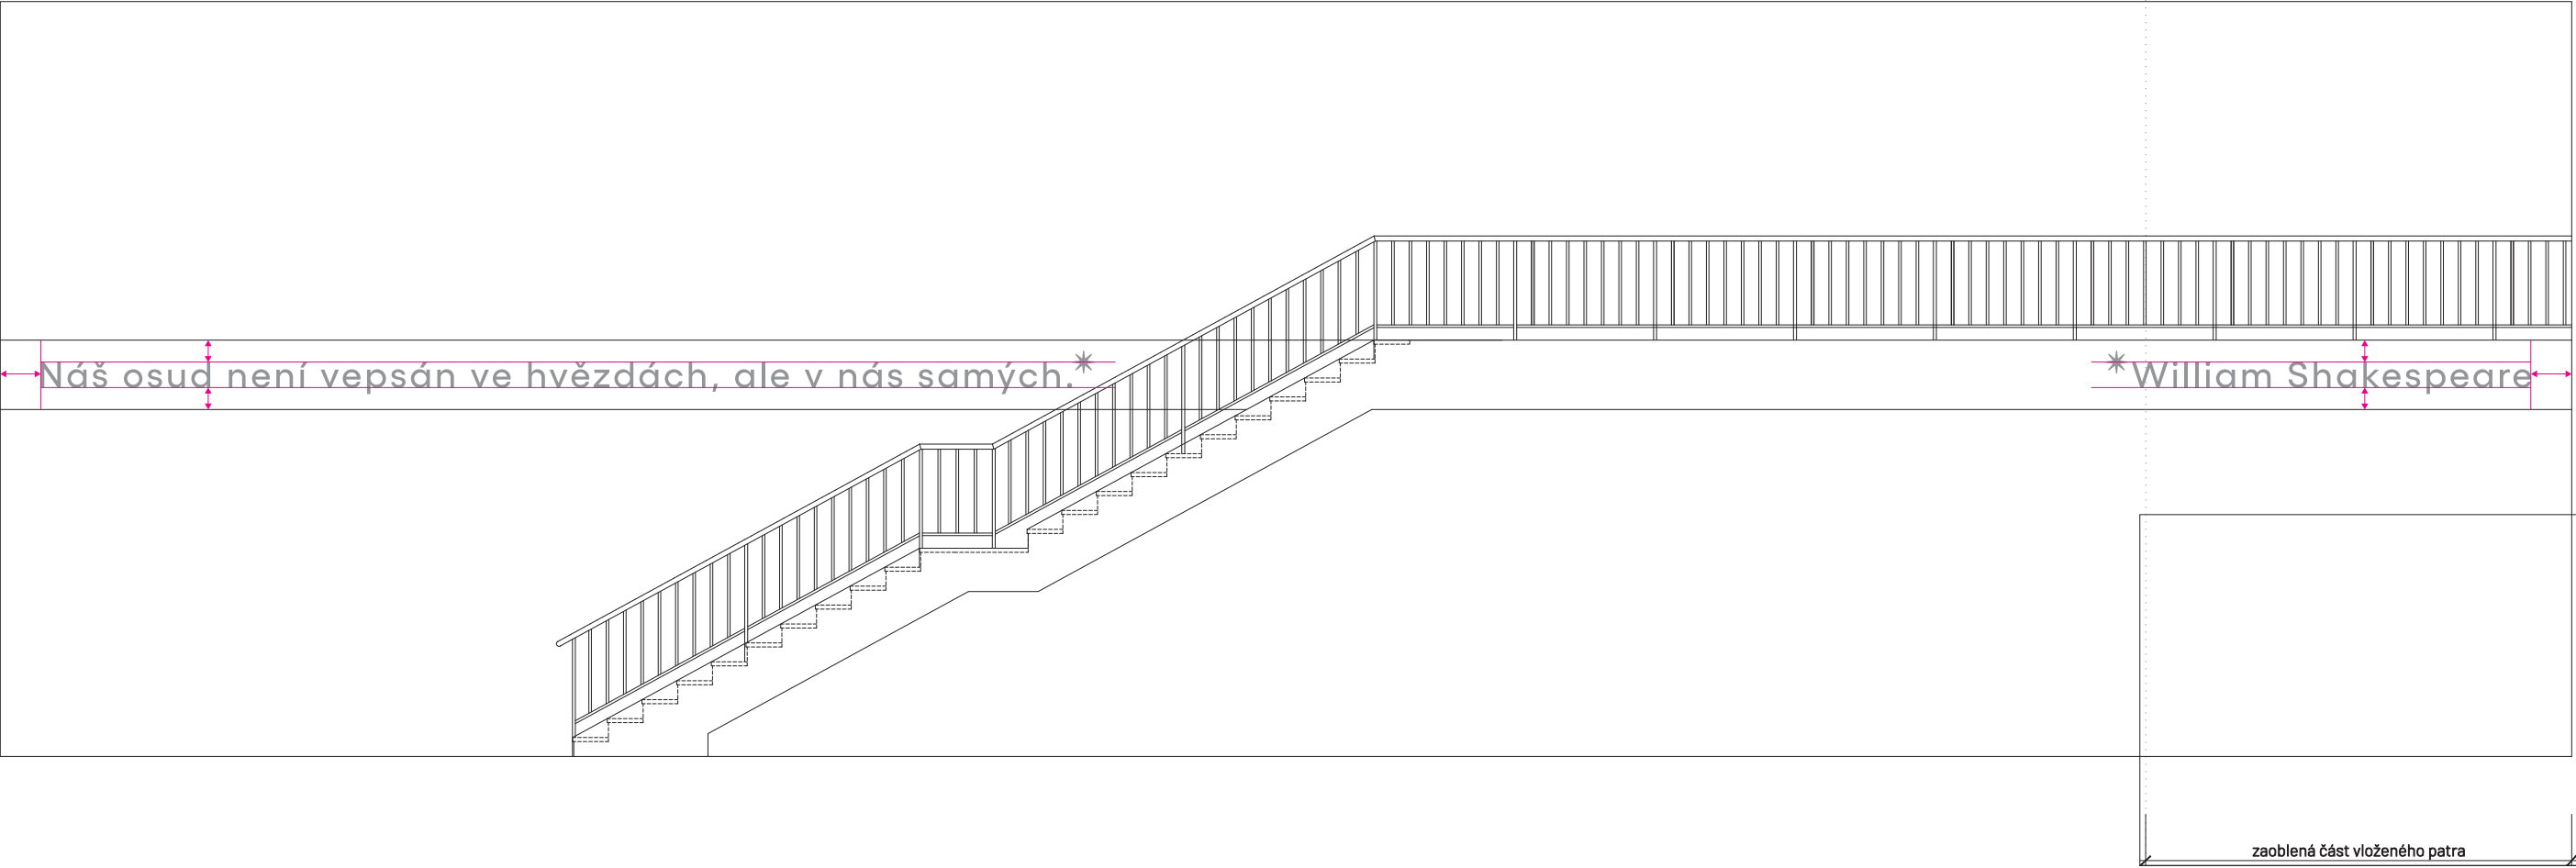 Náš osud není vepsán ve hvězdách, ale v nás samých.*
*William Shakespeare
zaoblená část vloženého patra